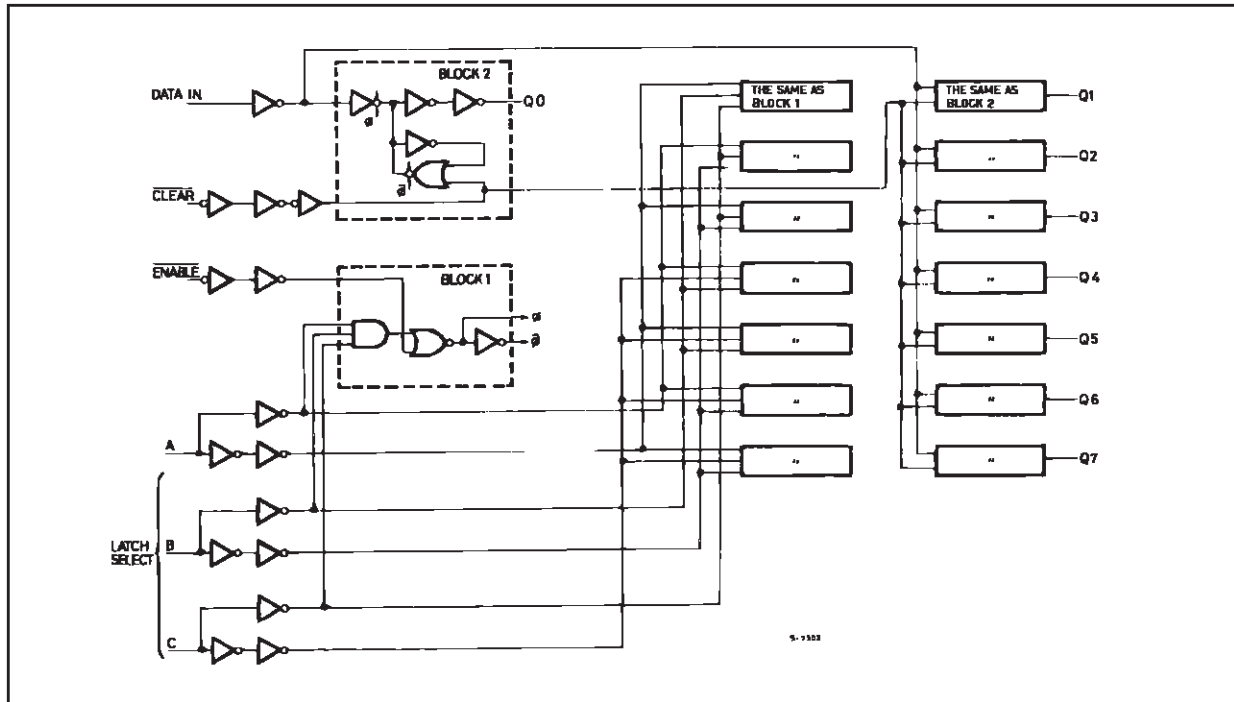 BLOCK 2
DATA IN
Q0
ø
ø
CLEAR
ENABLE
BLOCK 1
ø
ø
A
LATCH SELECT
B
C
THE SAME AS BLOCK 1
"
"
"
"
"
"
THE SAME AS BLOCK 2
"
"
"
"
"
"
Q1
Q2
Q3
Q4
Q5
Q6
Q7